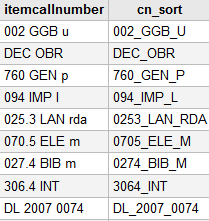 itemcallnumber cn_sort
002 GGB u 002_GGB_U
DEC OBR DEC_OBR
760 GEN p 760_GEN_P
094 IMP l 094_IMP_L
025.3 LAN rda 0253_LAN_RDA
070.5 ELE m 0705_ELE_M
027.4 BIB m 0274_BIB_M
306.4 INT 3064_INT
DL 2007 0074 DL_2007_0074